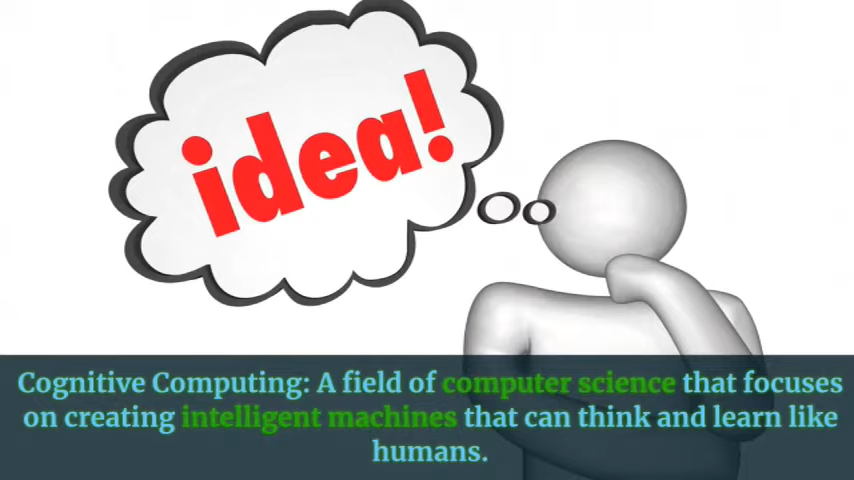 idea!
Cognitive Computing: A field of computer science that focuses
on creating intelligent machines that can think and learn like
humans.